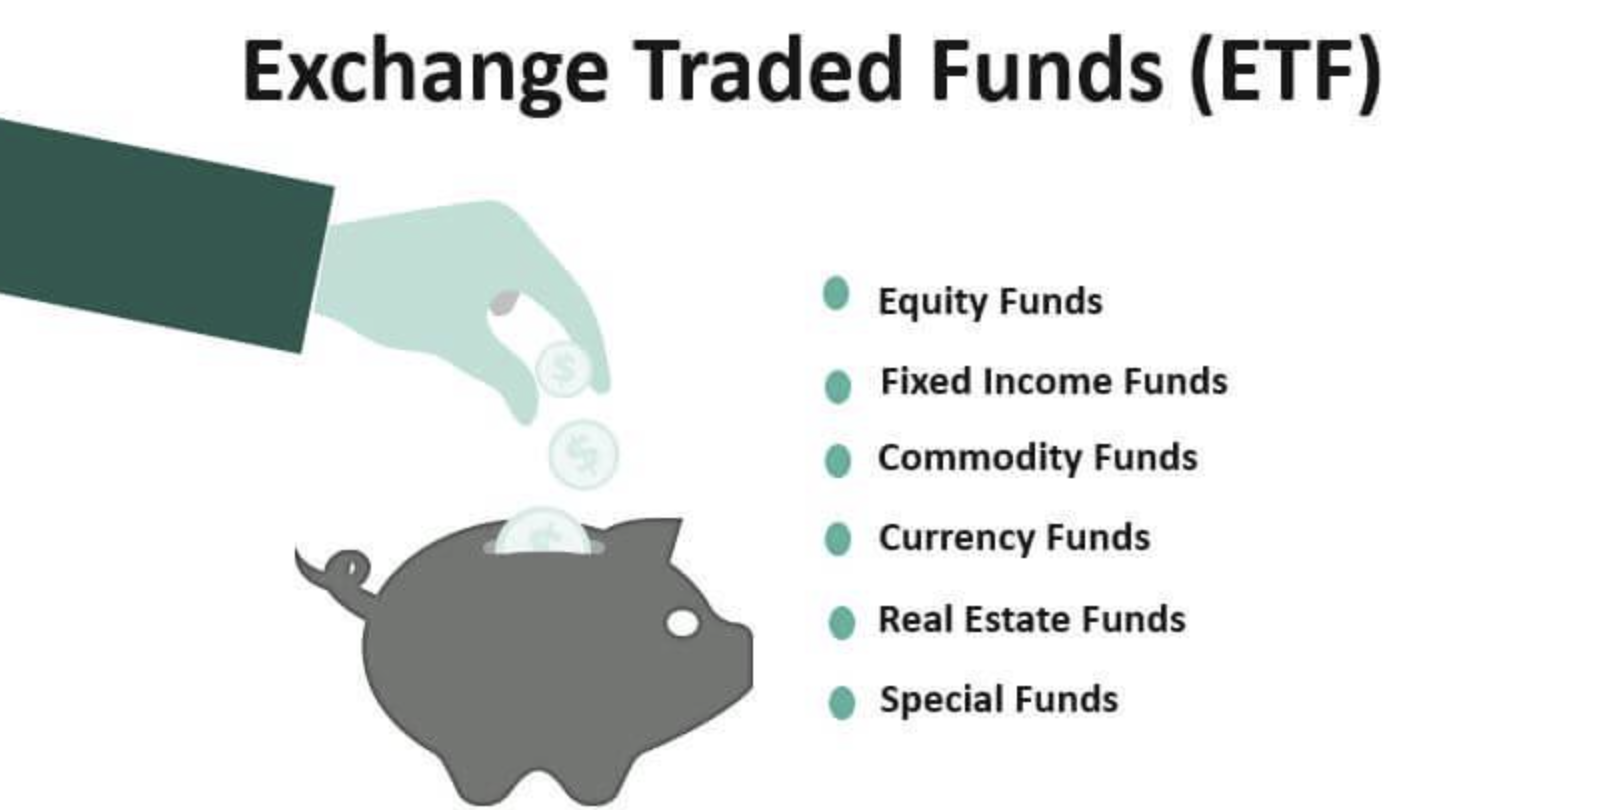 Exchange Traded Funds (ETF)
Equity Funds
Fixed Income Funds
Commodity Funds
Currency Funds
Real Estate Funds
Special Funds
$
$
$